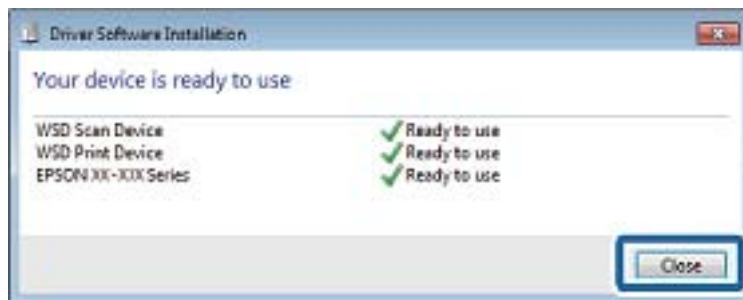 Driver Software Installation
Your device is ready to use
WSD Scan Device Ready to use
WSD Print Device Ready to use
EPSON XX-XXX Series Ready to use
Close